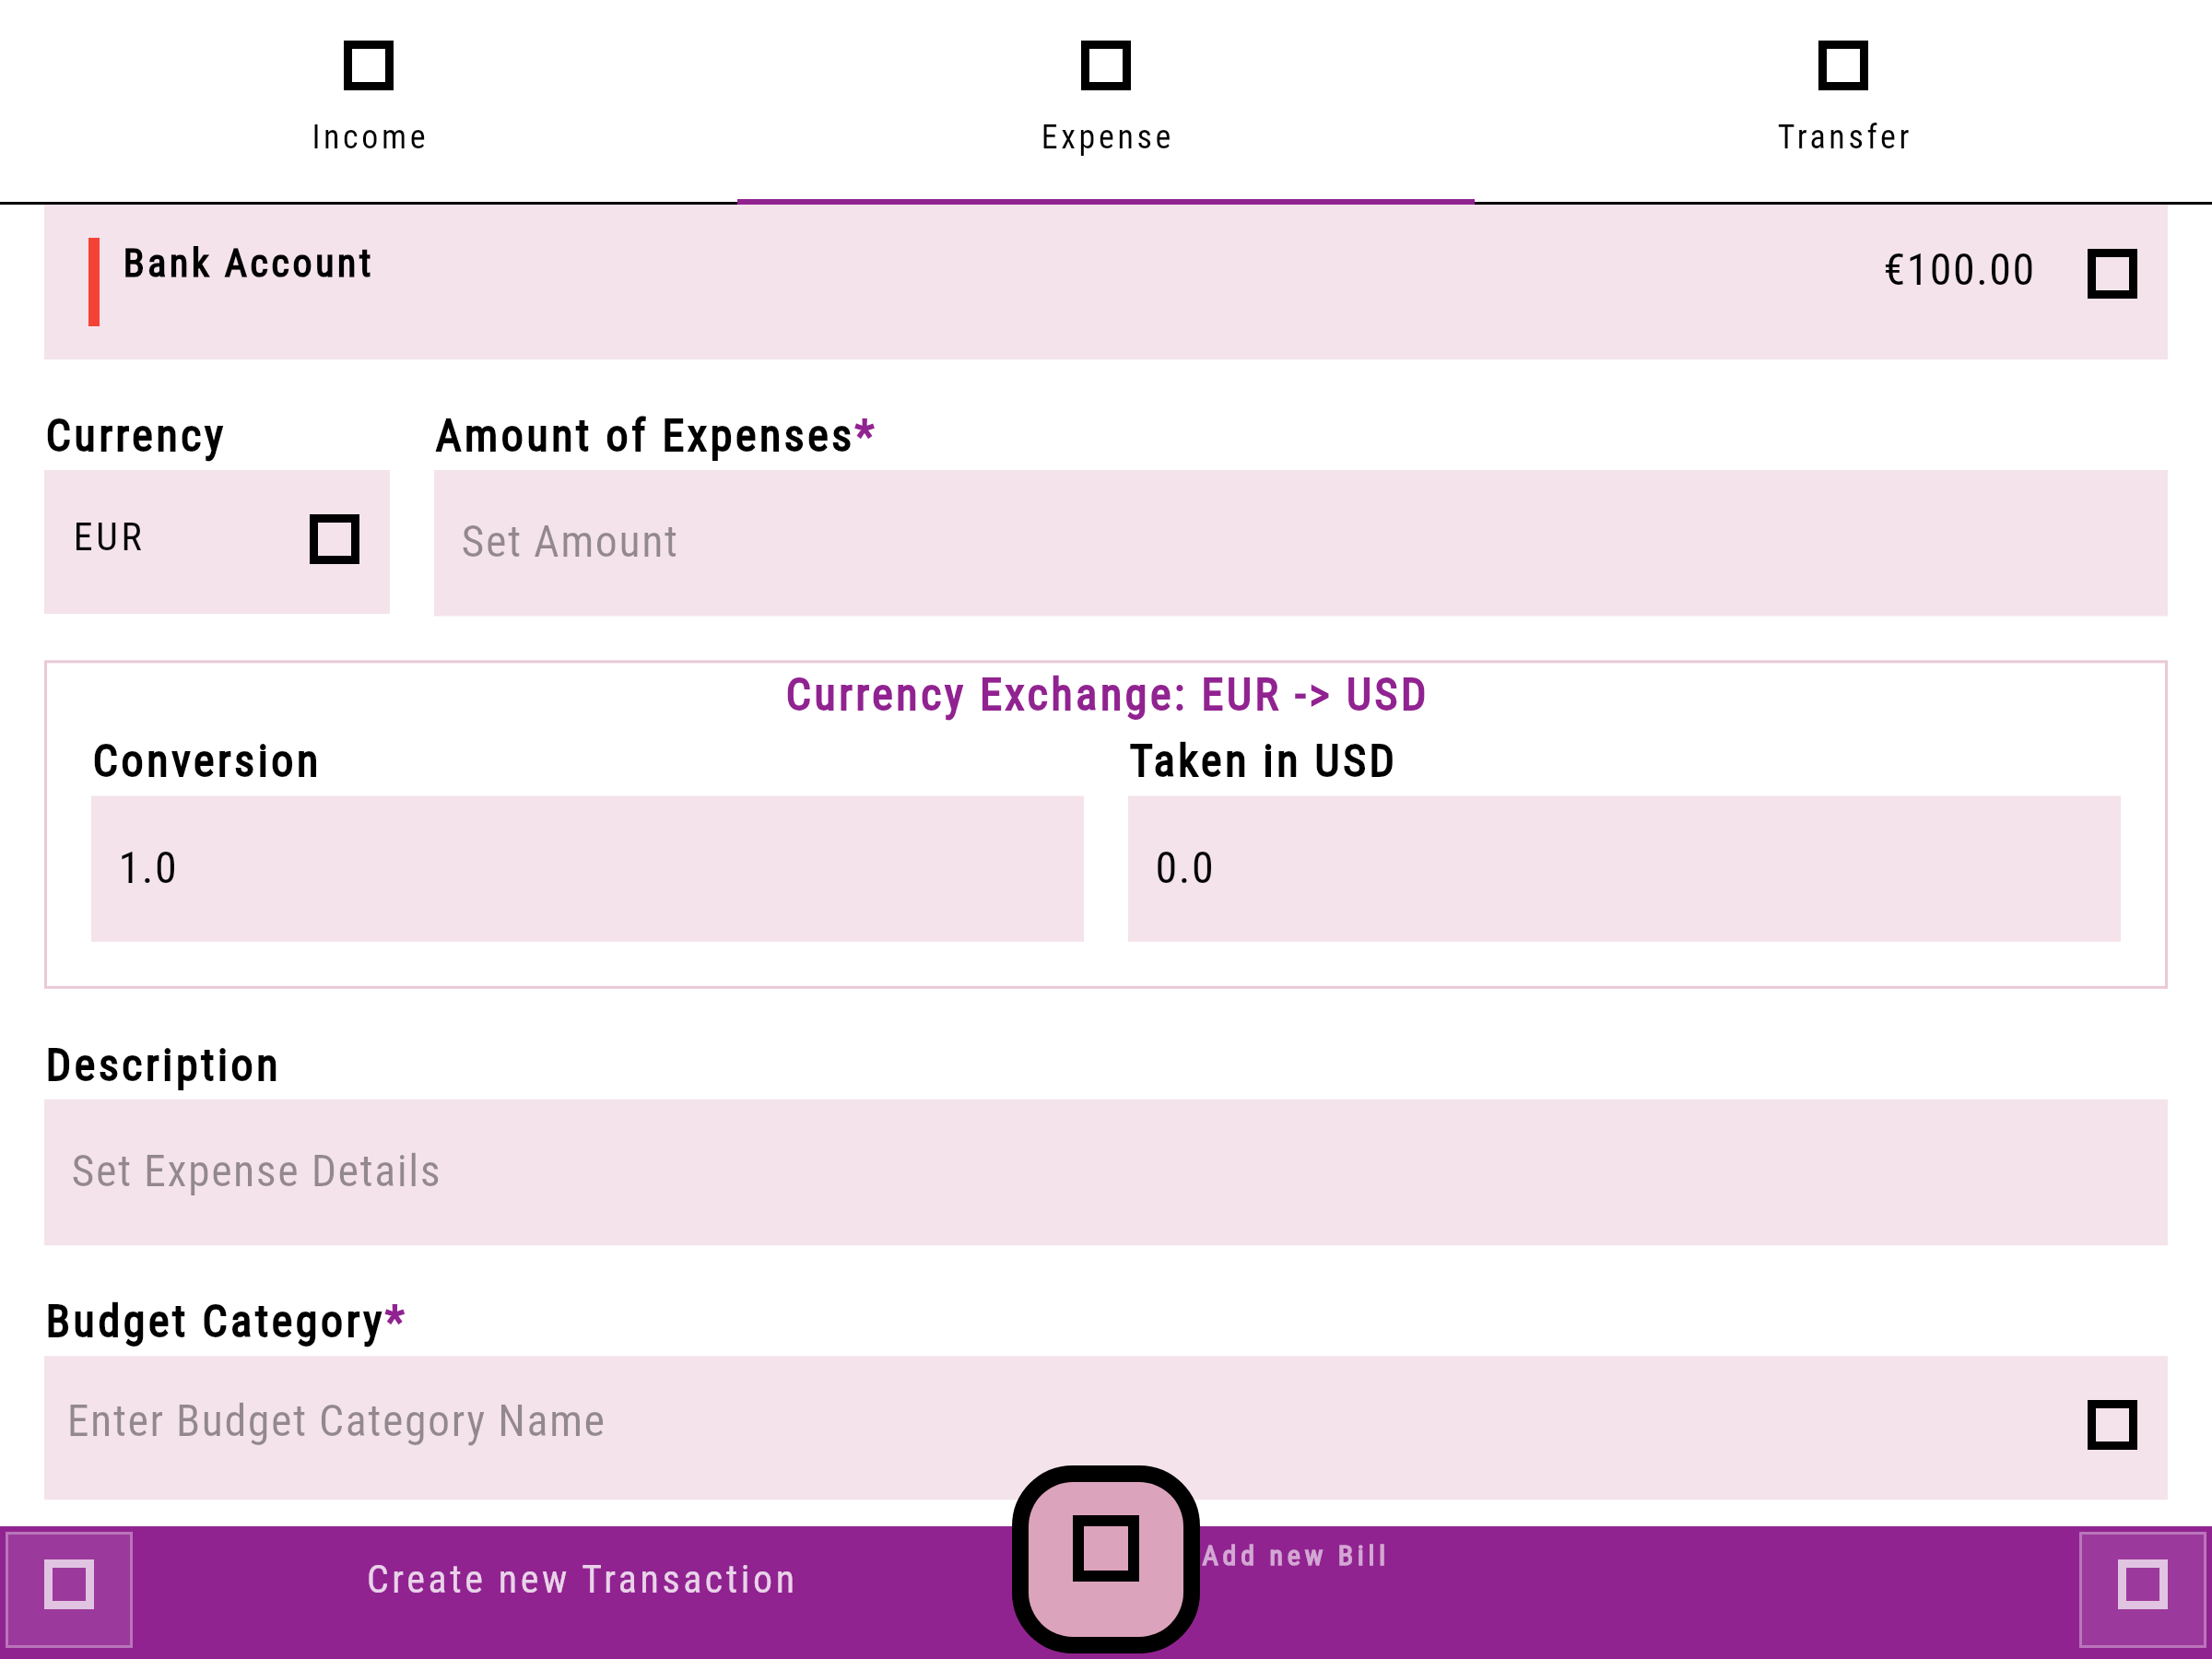 Income
Expense
Transfer
Bank Account
€100.00
Currency
Amount of Expenses*
EUR
Set Amount
Currency Exchange: EUR -> USD
Conversion
Taken in USD
1.0
0.0
Description
Set Expense Details
Budget Category*
Enter Budget Category Name
Create new Transaction
Add new Bill